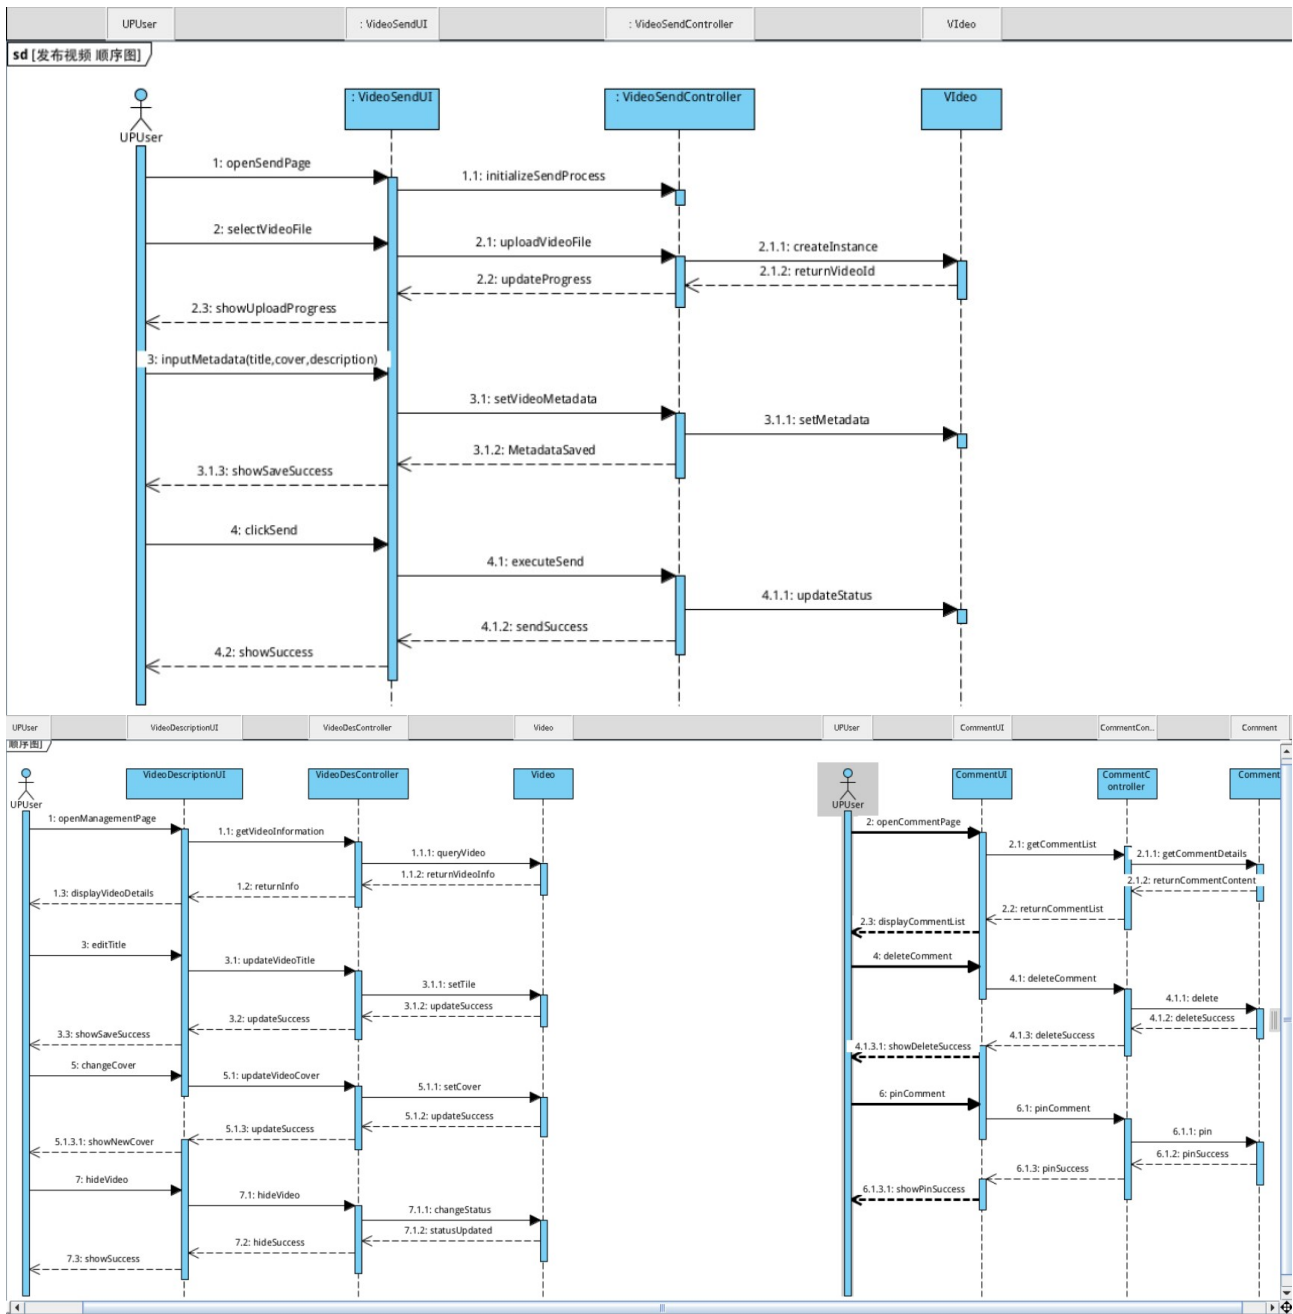 UPUser
: VideoSendUI
: VideoSendController
VIdeo
sd [发布视频 顺序图]
: VideoSendUI
: VideoSendController
VIdeo
UPUser
1: openSendPage
1.1: initializeSendProcess
2: selectVideoFile
2.1: uploadVideoFile
2.1.1: createInstance
2.1.2: returnVideoId
2.2: updateProgress
2.3: showUploadProgress
3: inputMetadata(title,cover,description)
3.1: setVideoMetadata
3.1.1: setMetadata
3.1.2: MetadataSaved
3.1.3: showSaveSuccess
4: clickSend
4.1: executeSend
4.1.1: updateStatus
4.1.2: sendSuccess
4.2: showSuccess
UPUser
VideoDescriptionUI
VideoDesController
Video
顺序图]
VideoDescriptionUI
VideoDesController
Video
UPUser
1: openManagementPage
1.1: getVideoInformation
1.1.1: queryVideo
1.1.2: returnVideoInfo
1.2: returnInfo
1.3: displayVideoDetails
3: editTitle
3.1: updateVideoTitle
3.1.1: setTile
3.1.2: updateSuccess
3.2: updateSuccess
3.3: showSaveSuccess
5: changeCover
5.1: updateVideoCover
5.1.1: setCover
5.1.2: updateSuccess
5.1.3: updateSuccess
5.1.3.1: showNewCover
7: hideVideo
7.1: hideVideo
7.1.1: changeStatus
7.1.2: statusUpdated
7.2: hideSuccess
7.3: showSuccess
UPUser
CommentUI
CommentCon..
Comment
CommentUI
CommentC
ontroller
Comment
UPUser
2: openCommentPage
2.1: getCommentList
2.1.1: getCommentDetails
2.1.2: returnCommentContent
2.2: returnCommentList
2.3: displayCommentList
4: deleteComment
4.1: deleteComment
4.1.1: delete
4.1.2: deleteSuccess
4.1.3: deleteSuccess
4.1.3.1: showDeleteSuccess
6: pinComment
6.1: pinComment
6.1.1: pin
6.1.2: pinSuccess
6.1.3: pinSuccess
6.1.3.1: showPinSuccess